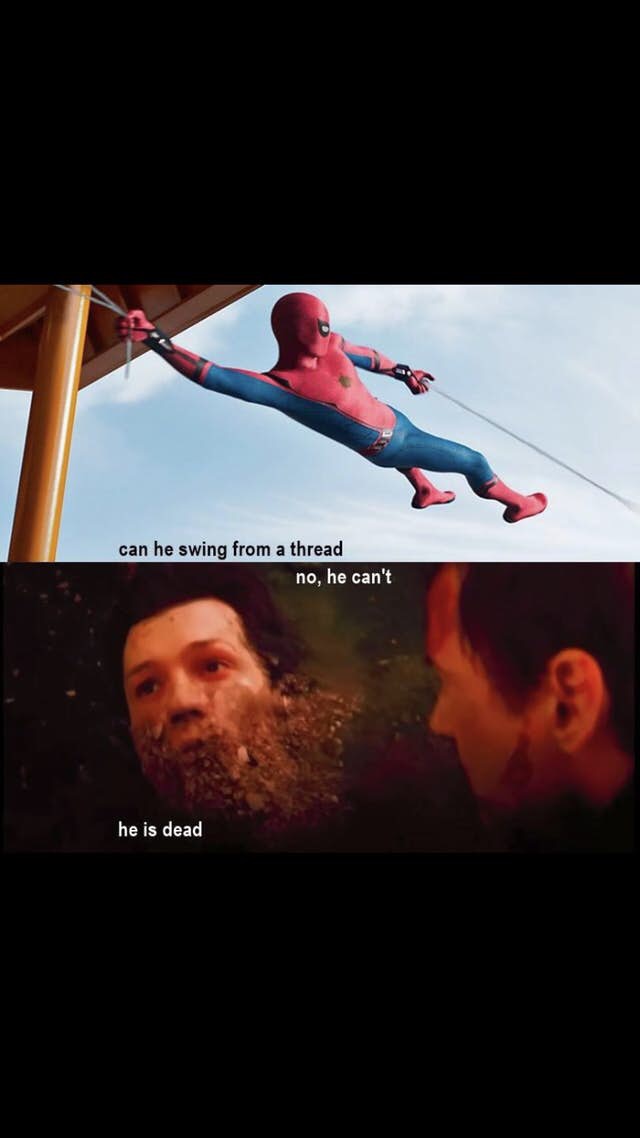 can he swing from a thread
no, he can't
he is dead